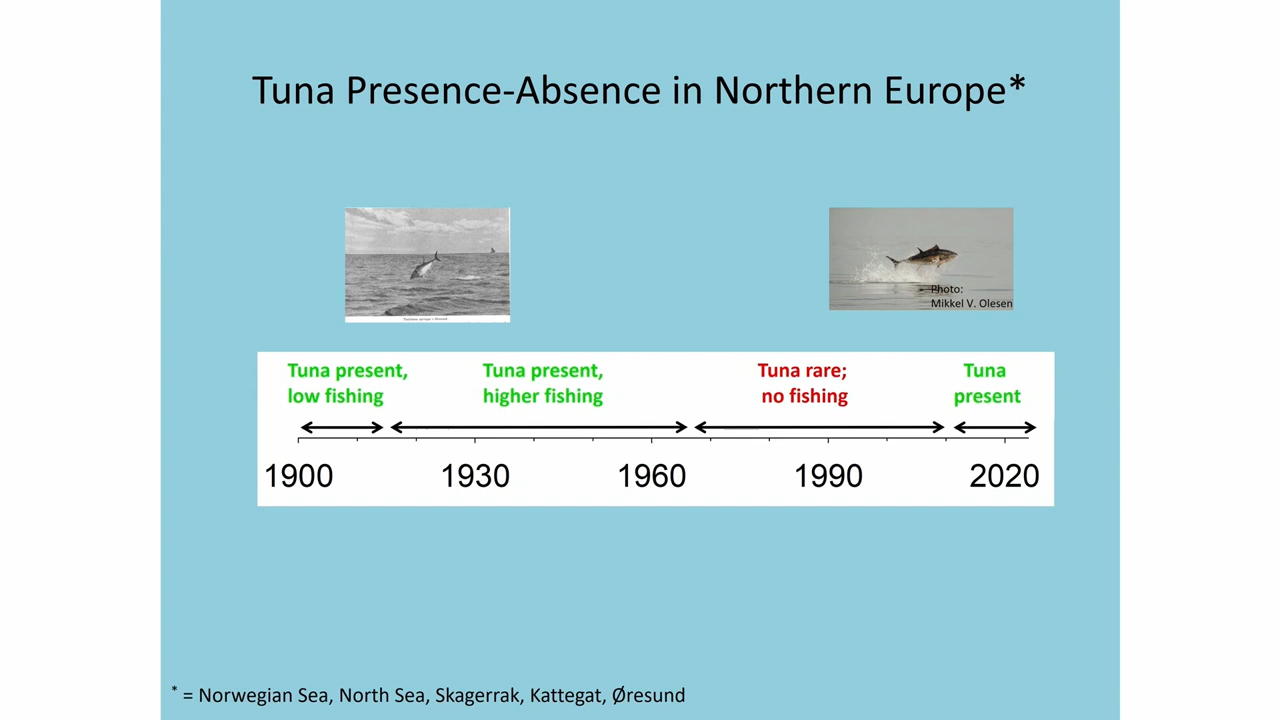 Tuna Presence-Absence in Northern Europe*
Photo:
Mikkel V. Olesen
Tuna present,
low fishing
Tuna present,
higher fishing
Tuna rare;
no fishing
Tuna
present
1900 1930 1960 1990 2020
* = Norwegian Sea, North Sea, Skagerrak, Kattegat, Øresund